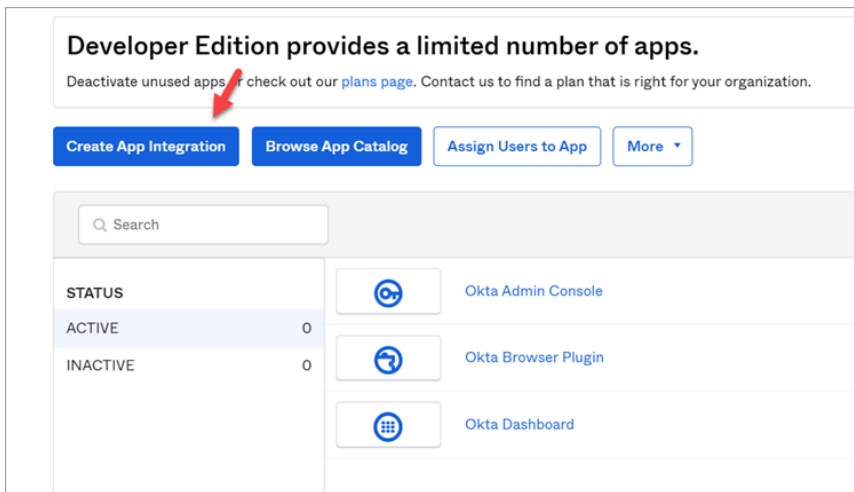 Developer Edition provides a limited number of apps.
Deactivate unused apps or check out our plans page. Contact us to find a plan that is right for your organization.
Create App Integration
Browse App Catalog
Assign Users to App
More
Search
STATUS
ACTIVE 0
INACTIVE 0
Okta Admin Console
Okta Browser Plugin
Okta Dashboard